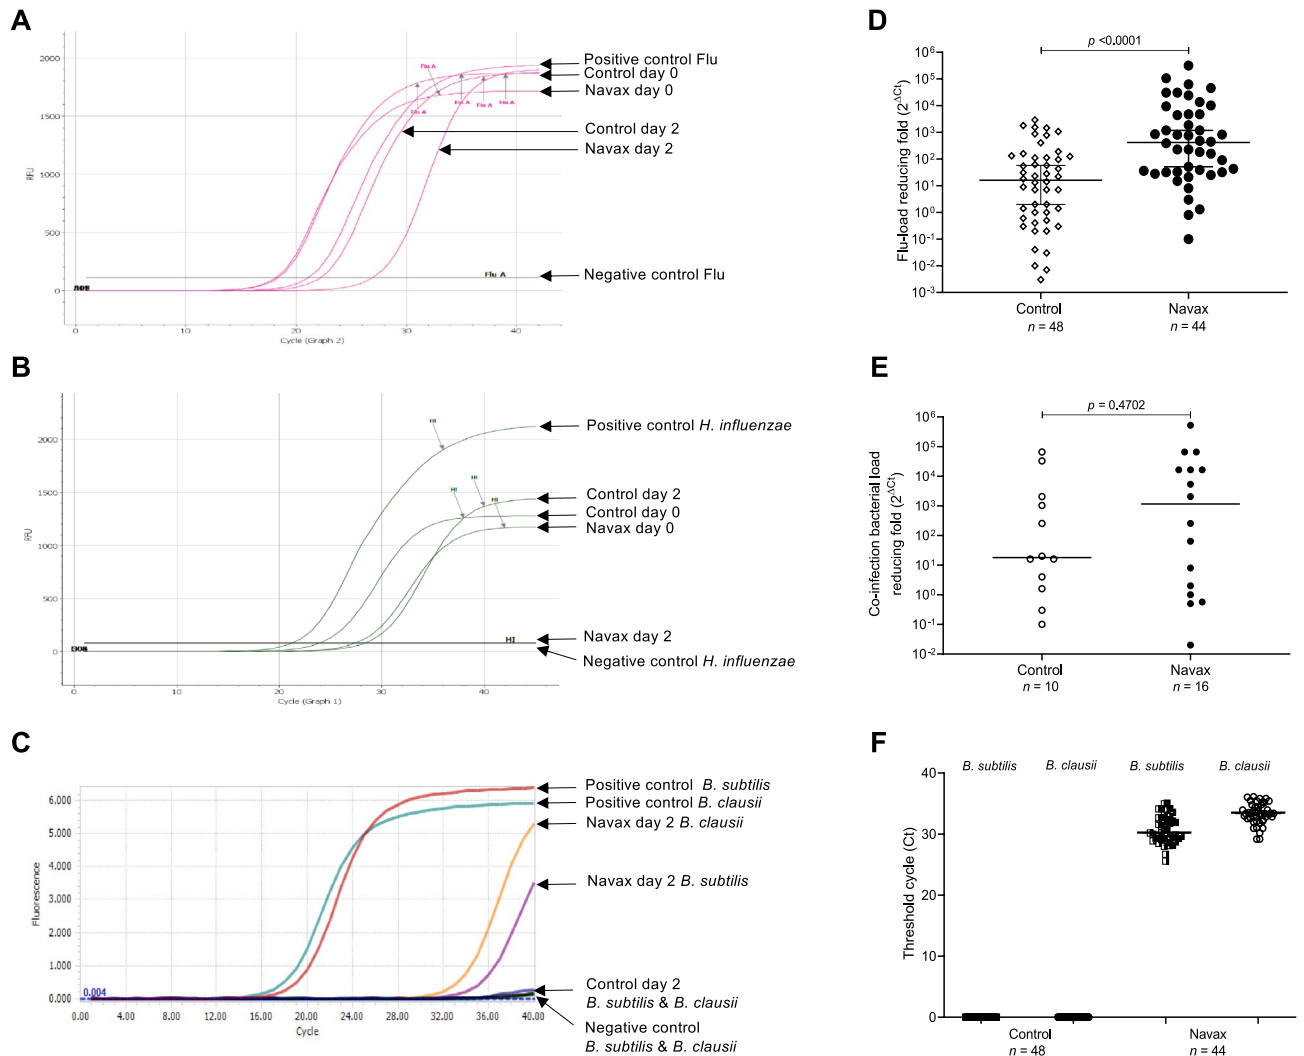 A
2000
1500
1000
500
0
RFU
0
10
20
30
40
Cycle (Graph 2)
Flu A
Flu A
Flu A
Flu A
Flu A
Flu A
Positive control Flu
Control day 0
Navax day 0
Control day 2
Navax day 2
Negative control Flu
B
2000
1500
1000
500
0
RFU
0
10
20
30
40
Cycle (Graph 1)
HI
HI
HI
HI
HI
Positive control H. influenzae
Control day 2
Control day 0
Navax day 0
Navax day 2
Negative control H. influenzae
C
6.000
5.000
4.000
3.000
2.000
1.000
0.000
Fluorescence
0.004
0.00
4.00
8.00
12.00
16.00
20.00
24.00
28.00
32.00
36.00
40.00
Cycle
Positive control B. subtilis
Positive control B. clausii
Navax day 2 B. clausii
Navax day 2 B. subtilis
Control day 2
B. subtilis & B. clausii
Negative control
B. subtilis & B. clausii
D
p <0.0001
Flu-load reducing fold (2^ΔCt)
10^6
10^5
10^4
10^3
10^2
10^1
10^0
10^-1
10^-2
10^-3
Control
n = 48
Navax
n = 44
E
p = 0.4702
Co-infection bacterial load
reducing fold (2^ΔCt)
10^6
10^5
10^4
10^3
10^2
10^1
10^0
10^-1
10^-2
Control
n = 10
Navax
n = 16
F
B. subtilis
B. clausii
B. subtilis
B. clausii
Threshold cycle (Ct)
40
30
20
10
0
Control
n = 48
Navax
n = 44